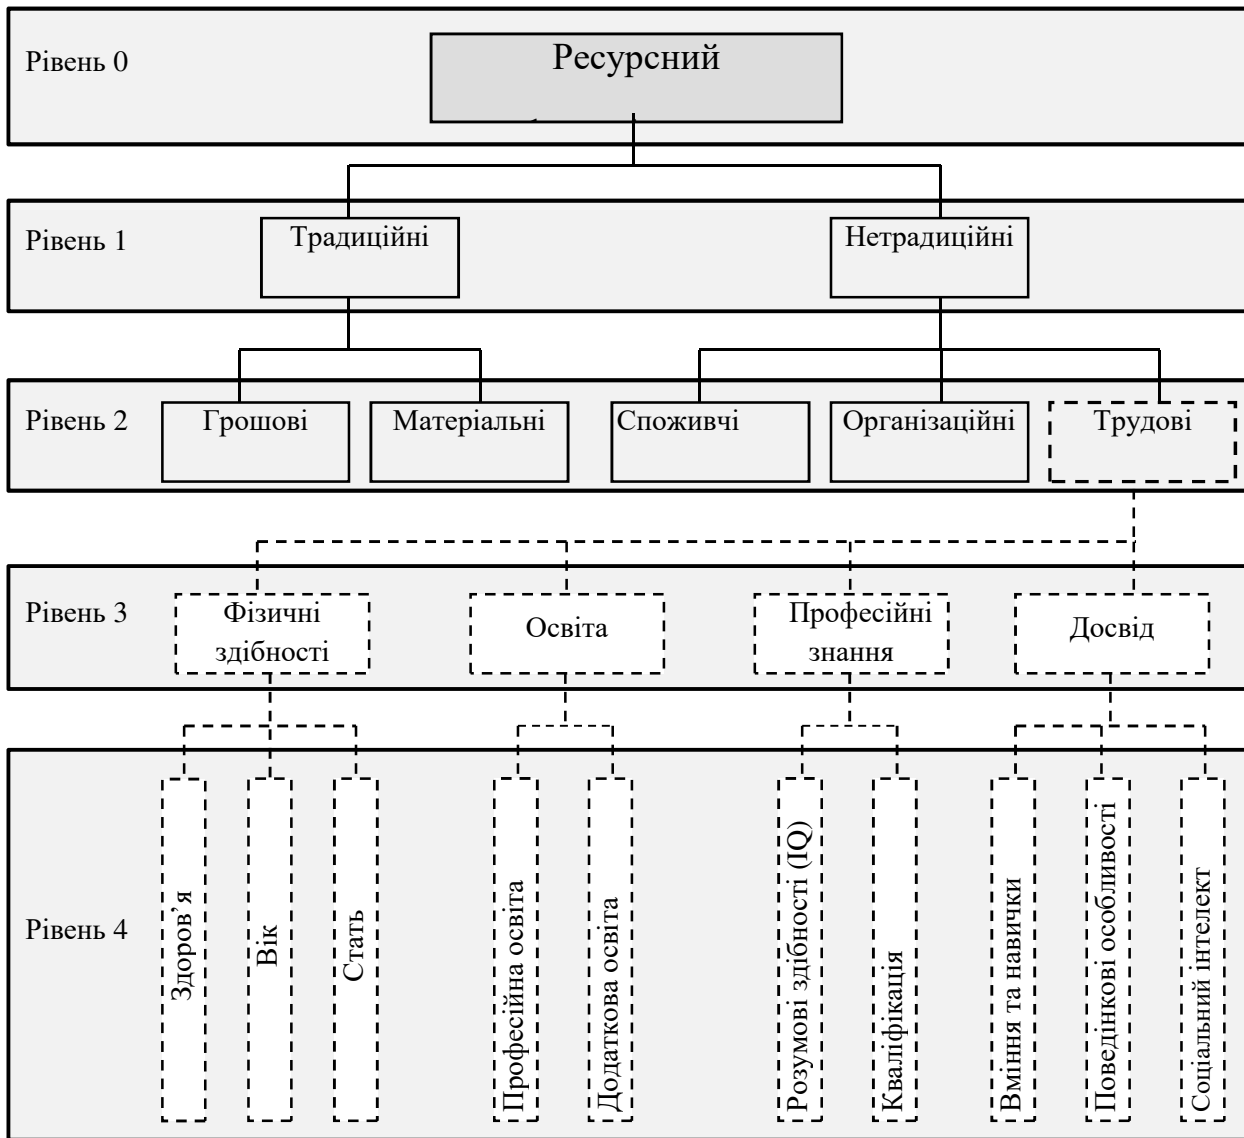 Рівень 0
Ресурсний
Рівень 1
Традиційні
Нетрадиційні
Рівень 2
Грошові
Матеріальні
Споживчі
Організаційні
Трудові
Рівень 3
Фізичні
здібності
Освіта
Професійні
знання
Досвід
Рівень 4
Здоров’я
Вік
Стать
Професійна освіта
Додаткова освіта
Розумові здібності (IQ)
Кваліфікація
Вміння та навички
Поведінкові особливості
Соціальний інтелект